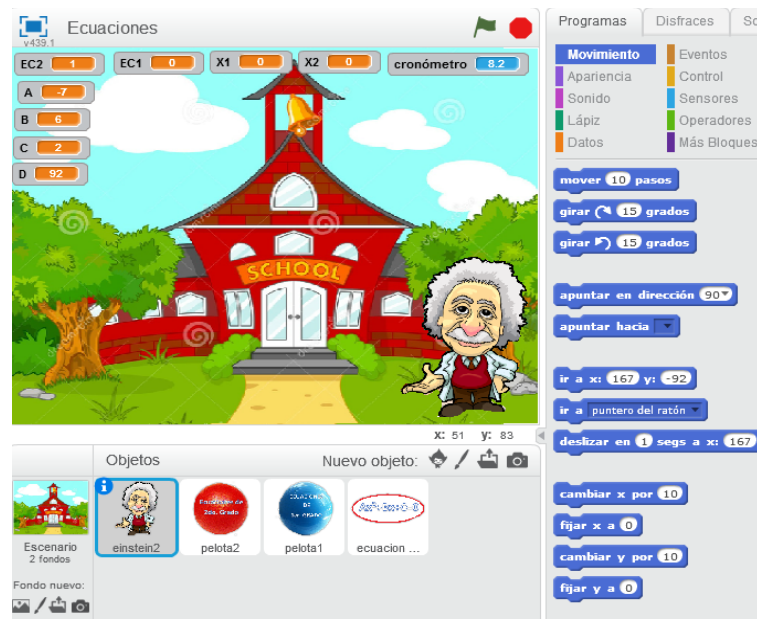 Ecuaciones
v439.1
EC2 1
EC1 0
X1 0
X2 0
cronómetro 8.2
A -7
B 6
C 2
D 92
SCHOOL
x: 51 y: 83
Objetos
Nuevo objeto:
Escenario
2 fondos
Fondo nuevo:
einstein2
pelota2
pelota1
ecuacion ...
Programas
Disfraces
Movimiento
Apariencia
Sonido
Lápiz
Datos
Eventos
Control
Sensores
Operadores
Más Bloques
mover 10 pasos
girar 15 grados
girar 15 grados
apuntar en dirección 90
apuntar hacia
ir a x: 167 y: -92
ir a puntero del ratón
deslizar en 1 segs a x: 167
cambiar x por 10
fijar x a 0
cambiar y por 10
fijar y a 0